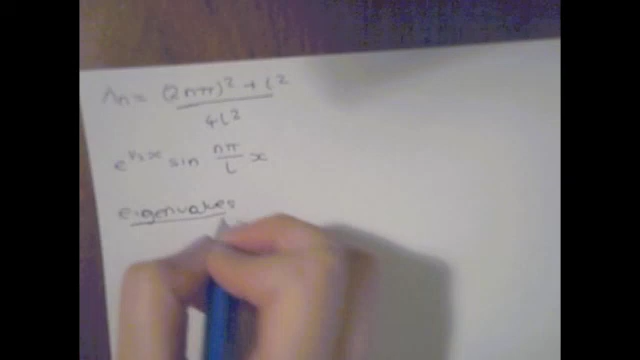 λn = (2nπ)² + L²
4L²
e^½x sin nπ/L x
eigenvalues